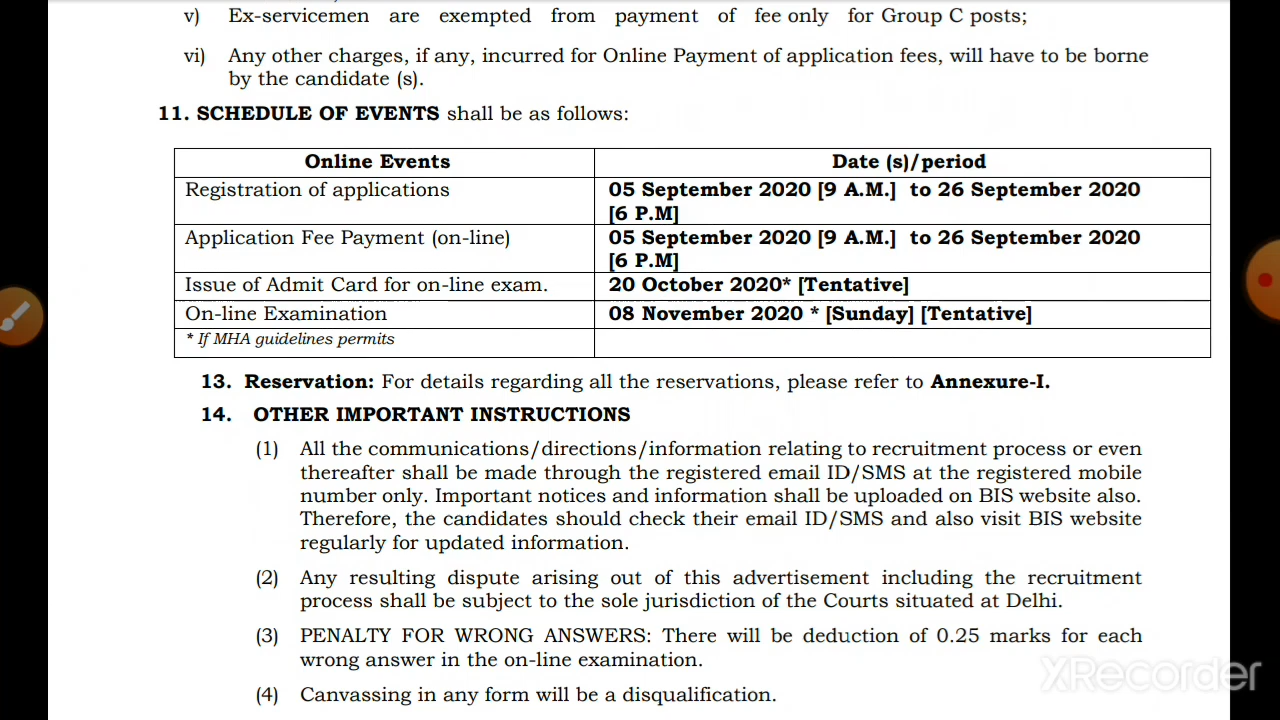 v) Ex-servicemen are exempted from payment of fee only for Group C posts;
vi) Any other charges, if any, incurred for Online Payment of application fees, will have to be borne
by the candidate (s).
11. SCHEDULE OF EVENTS shall be as follows:
Online Events Date (s)/period
Registration of applications 05 September 2020 [9 A.M.] to 26 September 2020
[6 P.M]
Application Fee Payment (on-line) 05 September 2020 [9 A.M.] to 26 September 2020
[6 P.M]
Issue of Admit Card for on-line exam. 20 October 2020* [Tentative]
On-line Examination 08 November 2020 * [Sunday] [Tentative]
* If MHA guidelines permits
13. Reservation: For details regarding all the reservations, please refer to Annexure-I.
14. OTHER IMPORTANT INSTRUCTIONS
(1) All the communications/directions/information relating to recruitment process or even
thereafter shall be made through the registered email ID/SMS at the registered mobile
number only. Important notices and information shall be uploaded on BIS website also.
Therefore, the candidates should check their email ID/SMS and also visit BIS website
regularly for updated information.
(2) Any resulting dispute arising out of this advertisement including the recruitment
process shall be subject to the sole jurisdiction of the Courts situated at Delhi.
(3) PENALTY FOR WRONG ANSWERS: There will be deduction of 0.25 marks for each
wrong answer in the on-line examination.
(4) Canvassing in any form will be a disqualification.
XRecorder